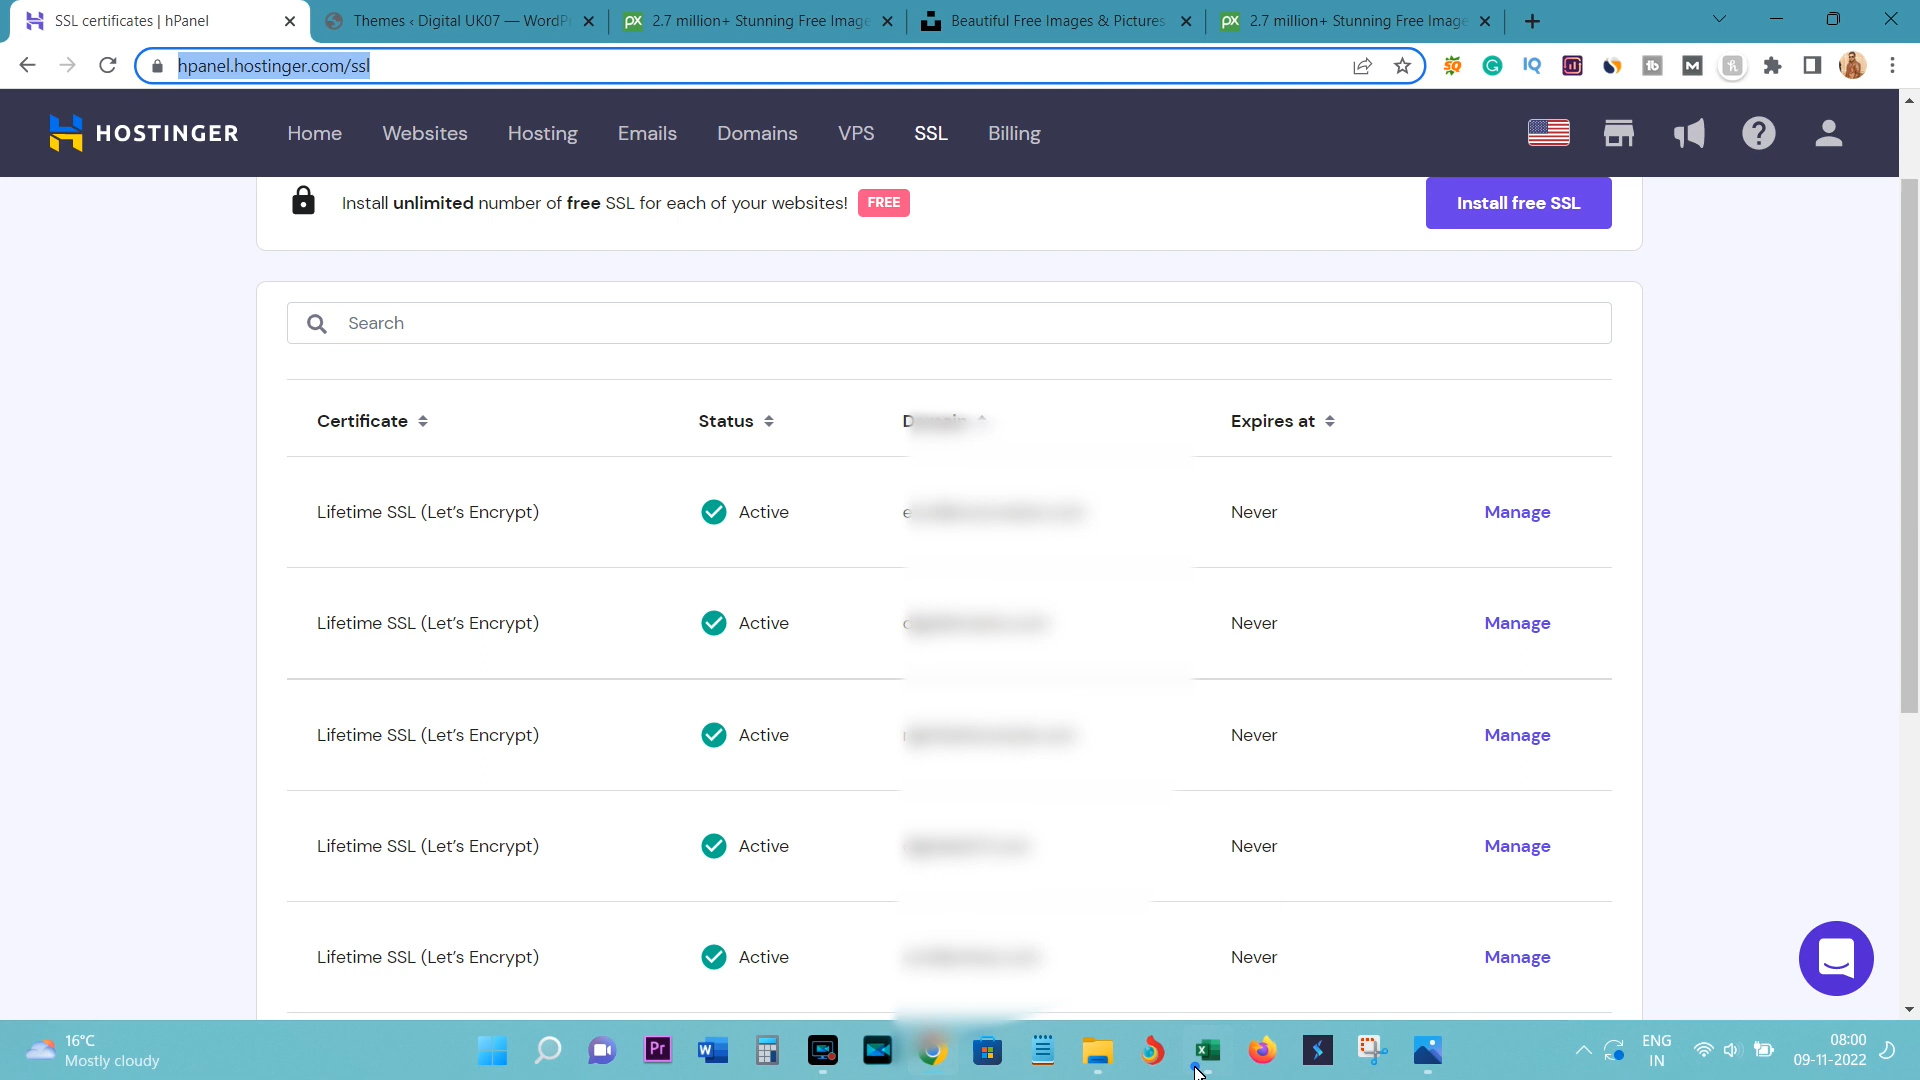 SSL certificates | hPanel
Themes ‹ Digital UK07 — WordP
2.7 million+ Stunning Free Image
Beautiful Free Images & Pictures
2.7 million+ Stunning Free Image
hpanel.hostinger.com/ssl
HOSTINGER
Home
Websites
Hosting
Emails
Domains
VPS
SSL
Billing
Install unlimited number of free SSL for each of your websites! FREE
Install free SSL
Search
Certificate Status Expires at
Lifetime SSL (Let's Encrypt) Active Never Manage
Lifetime SSL (Let's Encrypt) Active Never Manage
Lifetime SSL (Let's Encrypt) Active Never Manage
Lifetime SSL (Let's Encrypt) Active Never Manage
Lifetime SSL (Let's Encrypt) Active Never Manage
16°C
Mostly cloudy
ENG
IN
08:00
09-11-2022